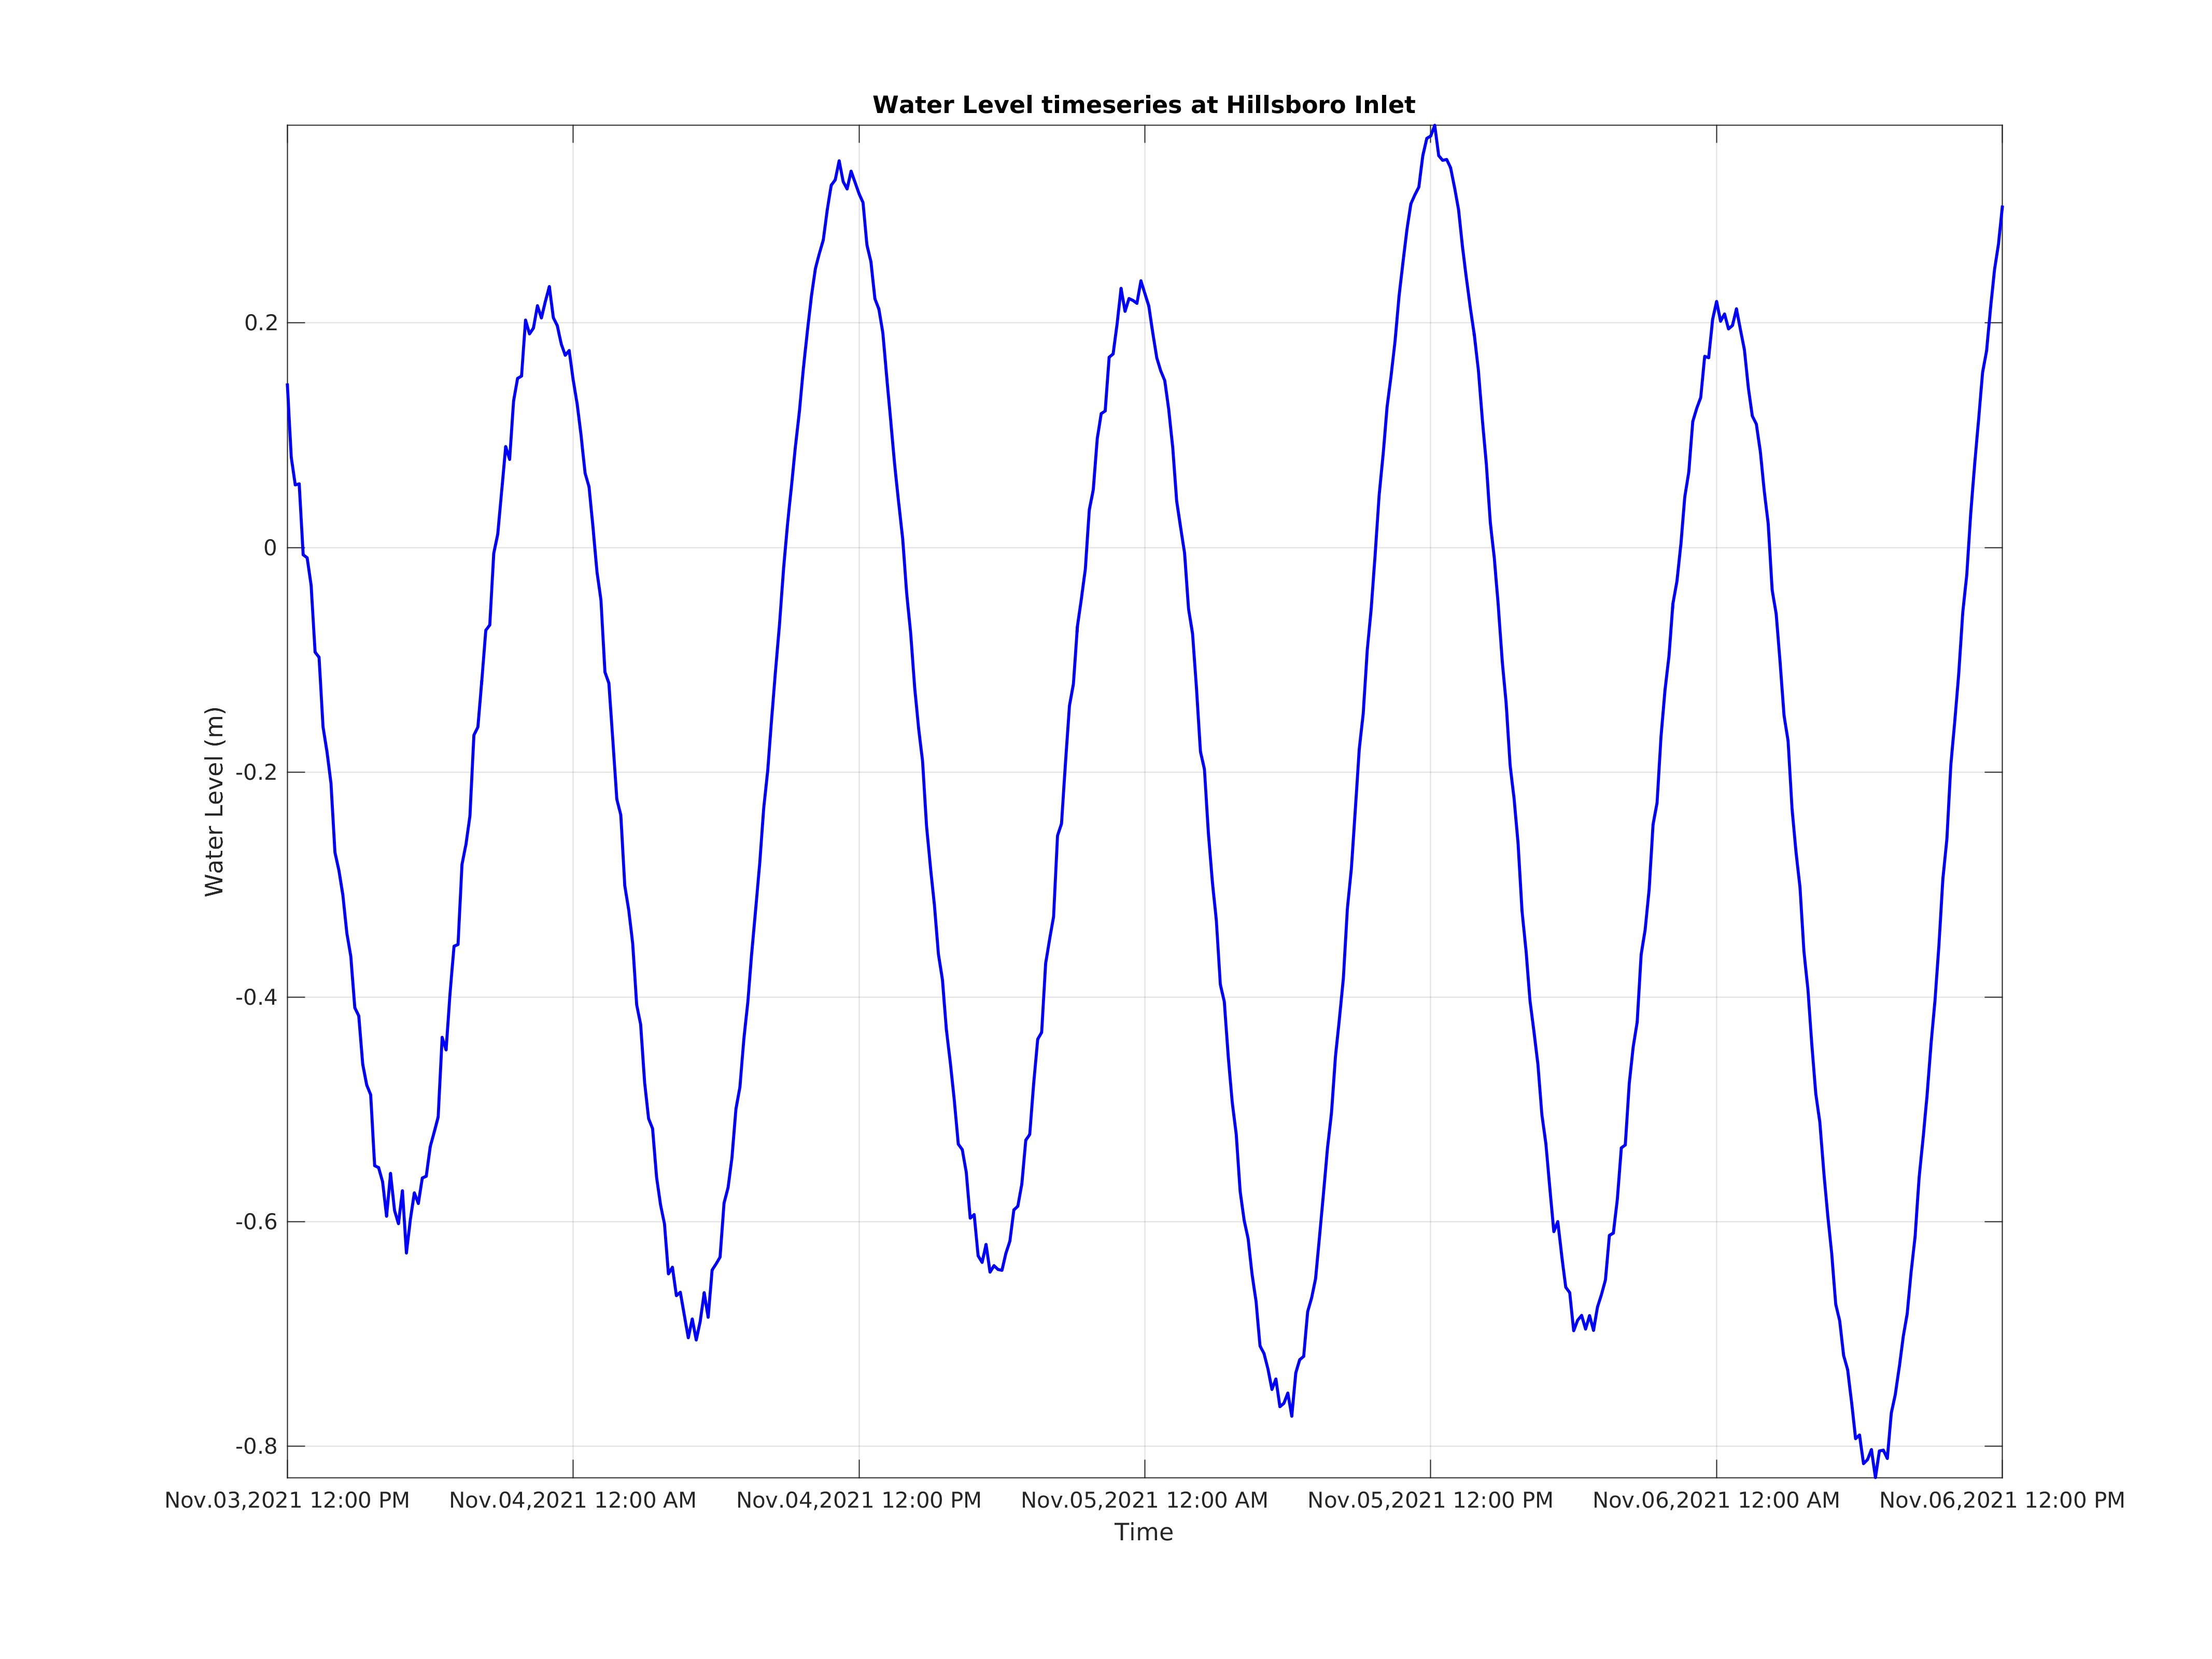 Water Level timeseries at Hillsboro Inlet
0.2
0
-0.2
-0.4
-0.6
-0.8
Water Level (m)
Nov.03,2021 12:00 PM
Nov.04,2021 12:00 AM
Nov.04,2021 12:00 PM
Nov.05,2021 12:00 AM
Nov.05,2021 12:00 PM
Nov.06,2021 12:00 AM
Nov.06,2021 12:00 PM
Time